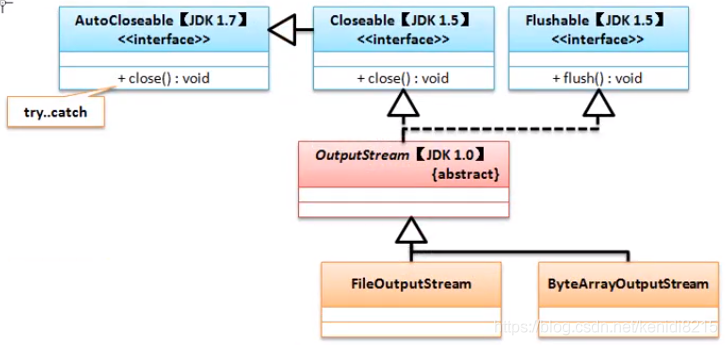 AutoCloseable【JDK 1.7】
<<interface>>
+ close() : void
try..catch
Closeable【JDK 1.5】
<<interface>>
+ close() : void
Flushable【JDK 1.5】
<<interface>>
+ flush() : void
OutputStream【JDK 1.0】
{abstract}
FileOutputStream
ByteArrayOutputStream
https://blog.csdn.net/kenidi8215